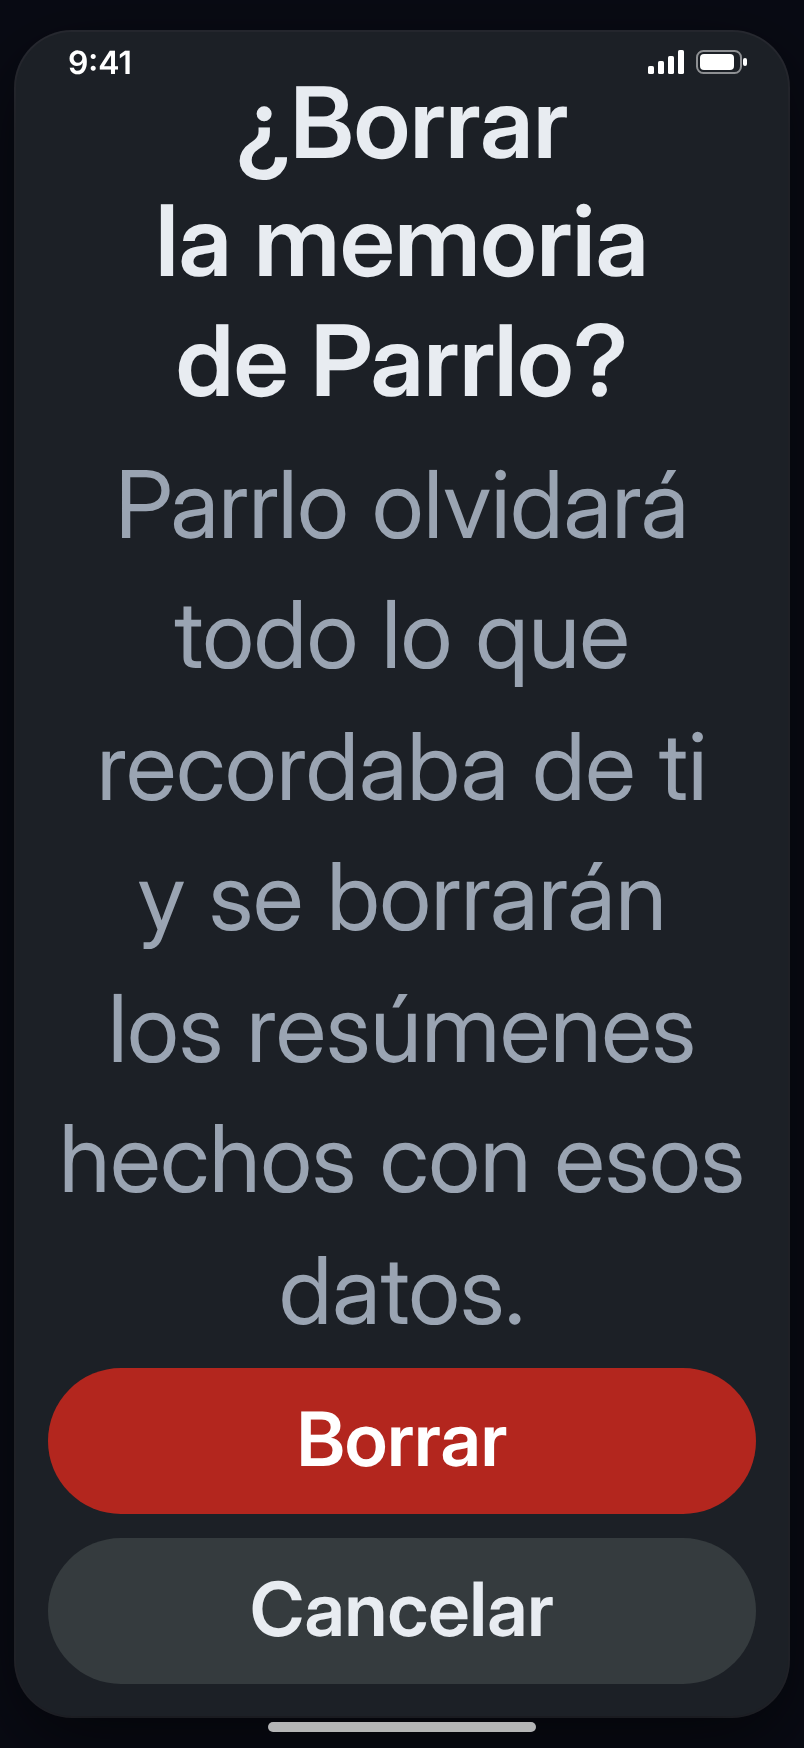 9:41
¿Borrar
la memoria
de Parrlo?
Parrlo olvidará
todo lo que
recordaba de ti
y se borrarán
los resúmenes
hechos con esos
datos.
Borrar
Cancelar